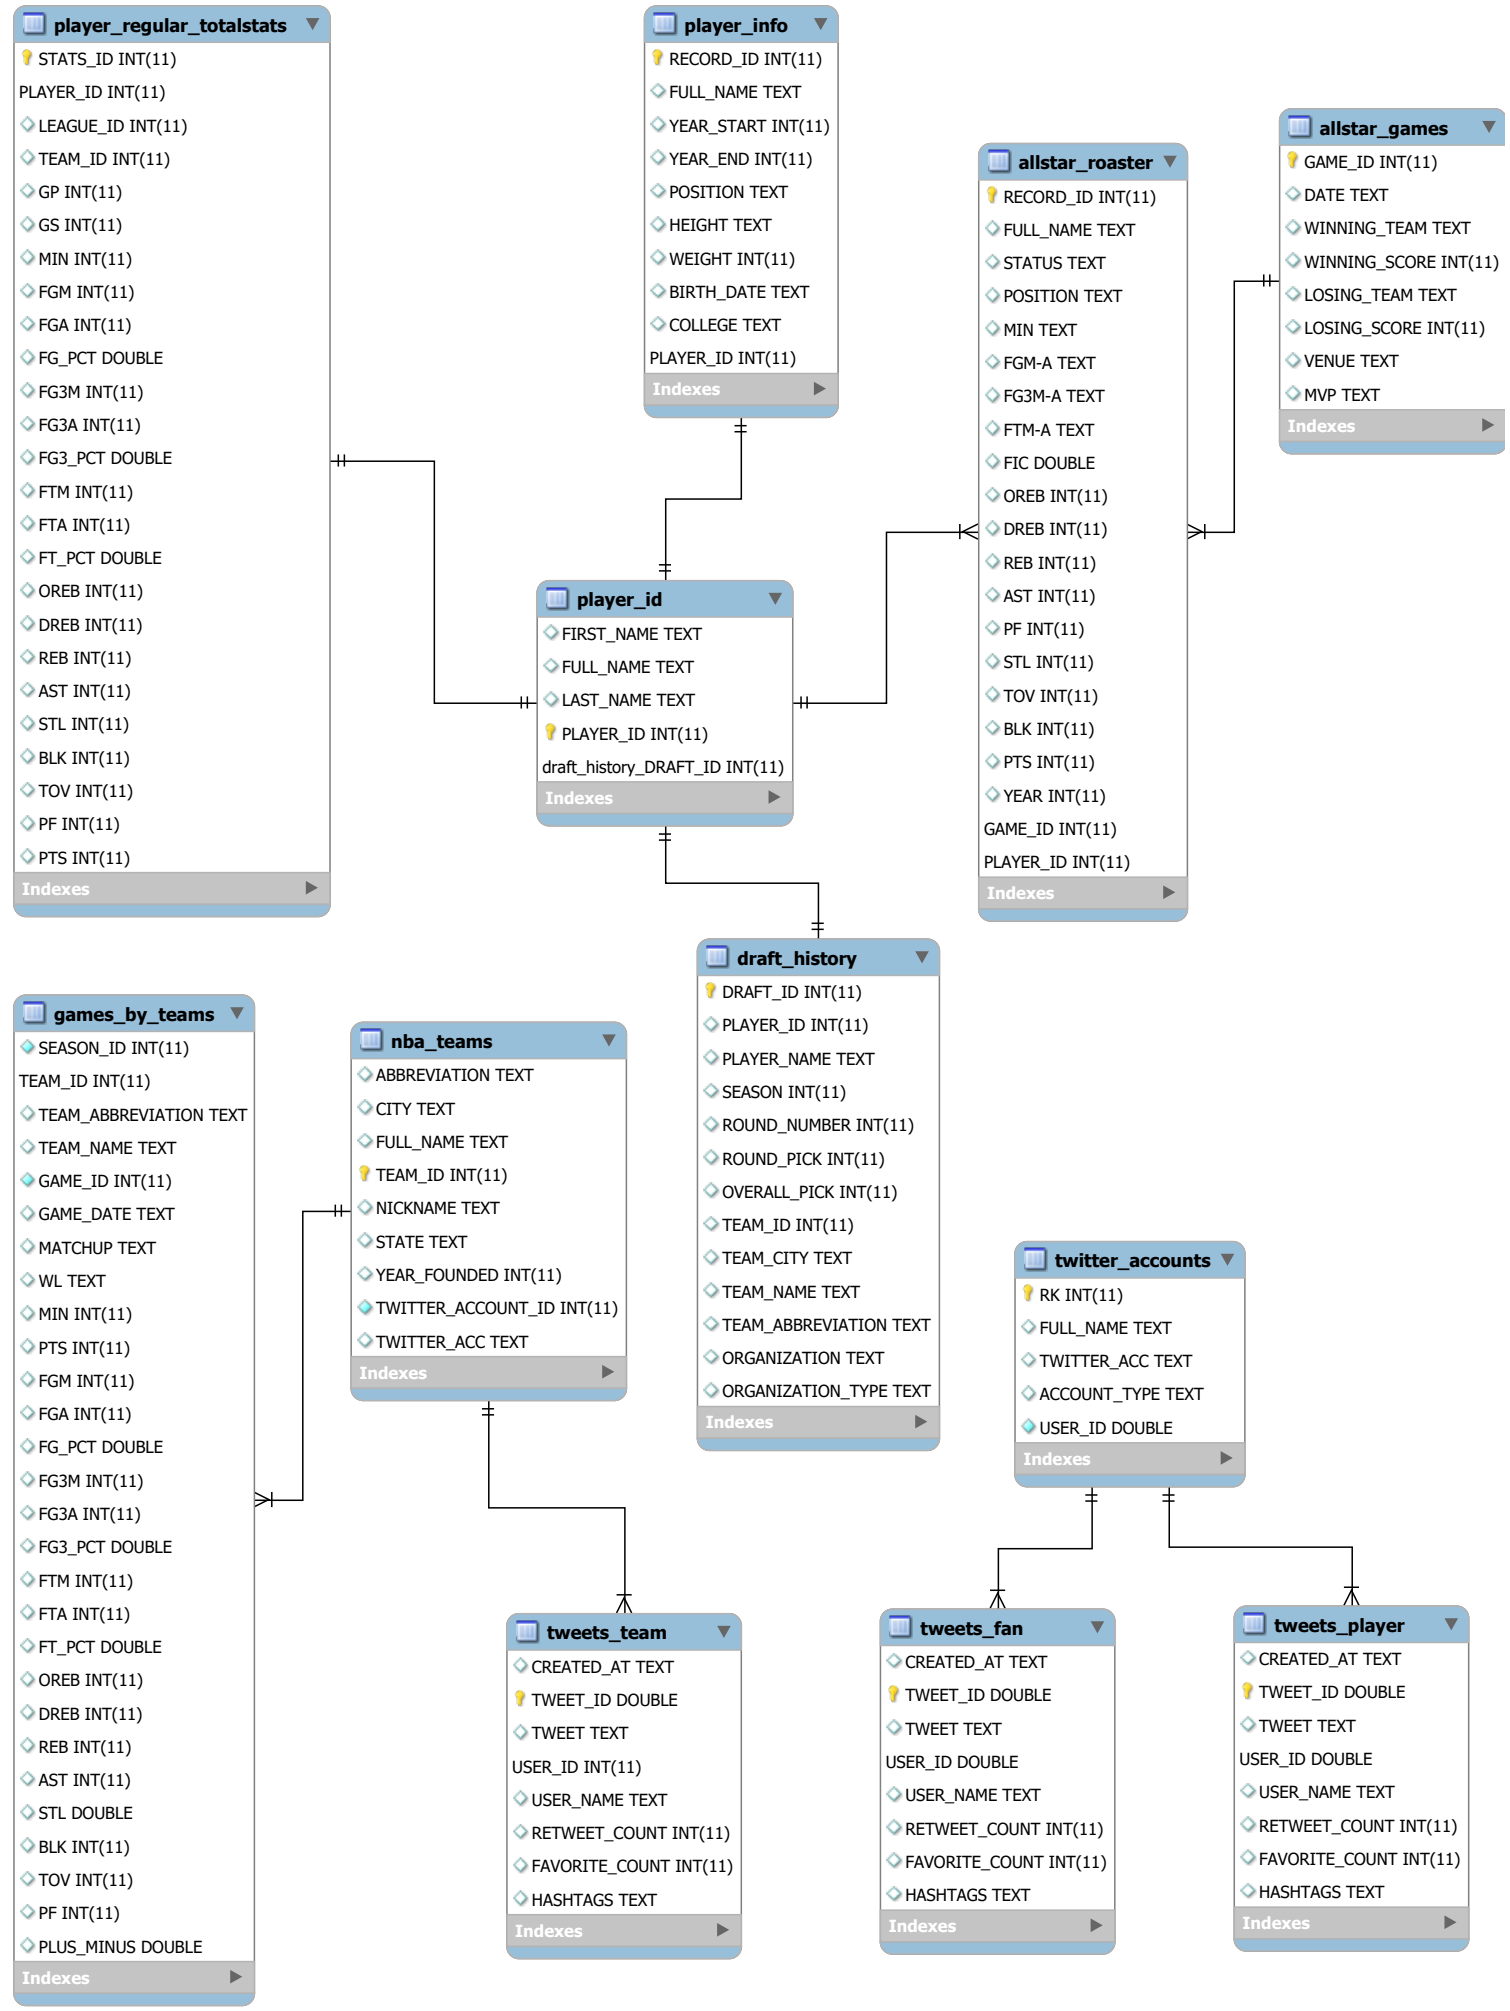 player_regular_totalstats
STATS_ID INT(11)
PLAYER_ID INT(11)
LEAGUE_ID INT(11)
TEAM_ID INT(11)
GP INT(11)
GS INT(11)
MIN INT(11)
FGM INT(11)
FGA INT(11)
FG_PCT DOUBLE
FG3M INT(11)
FG3A INT(11)
FG3_PCT DOUBLE
FTM INT(11)
FTA INT(11)
FT_PCT DOUBLE
OREB INT(11)
DREB INT(11)
REB INT(11)
AST INT(11)
STL INT(11)
BLK INT(11)
TOV INT(11)
PF INT(11)
PTS INT(11)
Indexes
player_info
RECORD_ID INT(11)
FULL_NAME TEXT
YEAR_START INT(11)
YEAR_END INT(11)
POSITION TEXT
HEIGHT TEXT
WEIGHT INT(11)
BIRTH_DATE TEXT
COLLEGE TEXT
PLAYER_ID INT(11)
Indexes
allstar_roaster
RECORD_ID INT(11)
FULL_NAME TEXT
STATUS TEXT
POSITION TEXT
MIN TEXT
FGM-A TEXT
FG3M-A TEXT
FTM-A TEXT
FIC DOUBLE
OREB INT(11)
DREB INT(11)
REB INT(11)
AST INT(11)
PF INT(11)
STL INT(11)
TOV INT(11)
BLK INT(11)
PTS INT(11)
YEAR INT(11)
GAME_ID INT(11)
PLAYER_ID INT(11)
Indexes
allstar_games
GAME_ID INT(11)
DATE TEXT
WINNING_TEAM TEXT
WINNING_SCORE INT(11)
LOSING_TEAM TEXT
LOSING_SCORE INT(11)
VENUE TEXT
MVP TEXT
Indexes
player_id
FIRST_NAME TEXT
FULL_NAME TEXT
LAST_NAME TEXT
PLAYER_ID INT(11)
draft_history_DRAFT_ID INT(11)
Indexes
draft_history
DRAFT_ID INT(11)
PLAYER_ID INT(11)
PLAYER_NAME TEXT
SEASON INT(11)
ROUND_NUMBER INT(11)
ROUND_PICK INT(11)
OVERALL_PICK INT(11)
TEAM_ID INT(11)
TEAM_CITY TEXT
TEAM_NAME TEXT
TEAM_ABBREVIATION TEXT
ORGANIZATION TEXT
ORGANIZATION_TYPE TEXT
Indexes
games_by_teams
SEASON_ID INT(11)
TEAM_ID INT(11)
TEAM_ABBREVIATION TEXT
TEAM_NAME TEXT
GAME_ID INT(11)
GAME_DATE TEXT
MATCHUP TEXT
WL TEXT
MIN INT(11)
PTS INT(11)
FGM INT(11)
FGA INT(11)
FG_PCT DOUBLE
FG3M INT(11)
FG3A INT(11)
FG3_PCT DOUBLE
FTM INT(11)
FTA INT(11)
FT_PCT DOUBLE
OREB INT(11)
DREB INT(11)
REB INT(11)
AST INT(11)
STL DOUBLE
BLK INT(11)
TOV INT(11)
PF INT(11)
PLUS_MINUS DOUBLE
Indexes
nba_teams
ABBREVIATION TEXT
CITY TEXT
FULL_NAME TEXT
TEAM_ID INT(11)
NICKNAME TEXT
STATE TEXT
YEAR_FOUNDED INT(11)
TWITTER_ACCOUNT_ID INT(11)
TWITTER_ACC TEXT
Indexes
twitter_accounts
RK INT(11)
FULL_NAME TEXT
TWITTER_ACC TEXT
ACCOUNT_TYPE TEXT
USER_ID DOUBLE
Indexes
tweets_team
CREATED_AT TEXT
TWEET_ID DOUBLE
TWEET TEXT
USER_ID INT(11)
USER_NAME TEXT
RETWEET_COUNT INT(11)
FAVORITE_COUNT INT(11)
HASHTAGS TEXT
Indexes
tweets_fan
CREATED_AT TEXT
TWEET_ID DOUBLE
TWEET TEXT
USER_ID DOUBLE
USER_NAME TEXT
RETWEET_COUNT INT(11)
FAVORITE_COUNT INT(11)
HASHTAGS TEXT
Indexes
tweets_player
CREATED_AT TEXT
TWEET_ID DOUBLE
TWEET TEXT
USER_ID DOUBLE
USER_NAME TEXT
RETWEET_COUNT INT(11)
FAVORITE_COUNT INT(11)
HASHTAGS TEXT
Indexes